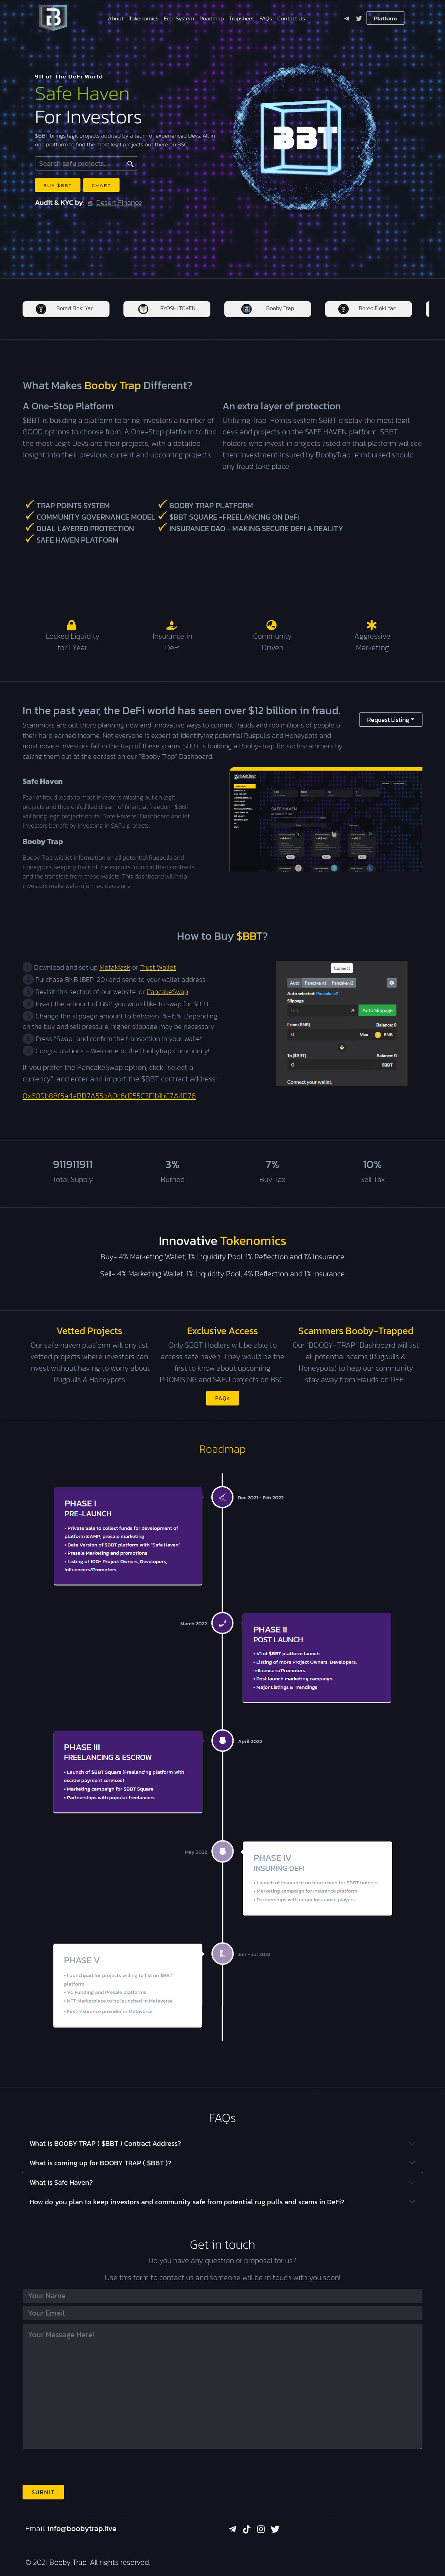 About Tokenomics Eco-System Roadmap Trapsheet FAQs Contact Us
Platform
911 of The DeFi World
Safe Haven
For Investors
$BBT brings legit projects audited by a team of experienced Devs. All in
one platform to find the most legit projects out there on BSC.
Search safu projects...
BUY $BBT
CHART
Audit & KYC by: Desert Finance
BBT
Bored Floki Yac...
RYOSHI TOKEN
Booby Trap
Bored Floki Yac...
What Makes Booby Trap Different?
A One-Stop Platform
$BBT is building a platform to bring investors a number of
GOOD options to choose from. A One-Stop platform to find
the most Legit Devs and their projects, with a detailed
insight into their previous, current and upcoming projects
An extra layer of protection
Utilizing Trap-Points system $BBT display the most legit
devs and projects on the SAFE HAVEN platform. $BBT
holders who invest in projects listed on that platform will see
their investment insured by BoobyTrap reimbursed should
any fraud take place.
TRAP POINTS SYSTEM
COMMUNITY GOVERNANCE MODEL
DUAL LAYERED PROTECTION
SAFE HAVEN PLATFORM
BOOBY TRAP PLATFORM
$BBT SQUARE -FREELANCING ON DeFi
INSURANCE DAO - MAKING SECURE DEFI A REALITY
Locked Liquidity
for 1 Year
Insurance in
DeFi
Community
Driven
Aggressive
Marketing
In the past year, the DeFi world has seen over $12 billion in fraud.
Scammers are out there planning new and innovative ways to commit frauds and rob millions of people of
their hard earned income. Not everyone is expert at identifying potential Rugpulls and Honeypots and
most novice investors fall in the trap of these scams. $BBT is building a Booby-Trap for such scammers by
calling them out at the earliest on our "Booby Trap" Dashboard.
Request Listing
Safe Haven
Fear of fraud leads to most investors missing out on legit
projects and thus unfulfilled dream of financial freedom. $BBT
will bring legit projects on its "Safe Havens" Dashboard and let
investors benefit by investing in SAFU projects.
Booby Trap
Booby Trap will list information on all potential Rugpulls and
Honeypots, keeping track of the exploits found in their contracts
and the transfers from these wallets. This dashboard will help
investors make well-informed decisions.
How to Buy $BBT?
1 Download and set up MetaMask or Trust Wallet
2 Purchase BNB (BEP-20) and send to your wallet address
3 Revisit this section of our website, or PancakeSwap
4 Insert the amount of BNB you would like to swap for $BBT
5 Change the slippage amount to between 1%-15%. Depending
on the buy and sell pressure, higher slippage may be necessary
6 Press "Swap" and confirm the transaction in your wallet
7 Congratulations - Welcome to the BoobyTrap Community!
If you prefer the PancakeSwap option, click "select a
currency", and enter and import the $BBT contract address
0x609b88f5a4aBB7A55bA0c6d255C3F1b1bC7A4D76
Connect
Auto Pancake v1 Pancake v2
Auto selected: Pancake v2
Slippage
0.5 % Auto Slippage
From (BNB) Balance: 0
0 Max BNB
To ($BBT) Balance: 0
0 $BBT
Connect your wallet.
911911911
Total Supply
3%
Burned
7%
Buy Tax
10%
Sell Tax
Innovative Tokenomics
Buy- 4% Marketing Wallet, 1% Liquidity Pool, 1% Reflection and 1% Insurance
Sell- 4% Marketing Wallet, 1% Liquidity Pool, 4% Reflection and 1% Insurance
Vetted Projects
Our safe haven platform will ony list
vetted projects where investors can
invest without having to worry about
Rugpulls & Honeypots
Exclusive Access
Only $BBT Hodlers will be able to
access safe haven. They would be the
first to know about upcoming
PROMISING and SAFU projects on BSC.
Scammers Booby-Trapped
Our "BOOBY-TRAP" Dashboard will list
all potential scams (Rugpulls &
Honeypots) to help our community
stay away from Frauds on DEFI.
FAQs
Roadmap
Dec 2021 - Feb 2022
PHASE I
PRE-LAUNCH
• Private Sale to collect funds for development of
platform &AMP; presale marketing
• Beta Version of $BBT platform with "Safe Haven"
• Presale Marketing and promotions
• Listing of 100+ Project Owners, Developers,
Influencers/Promoters
March 2022
PHASE II
POST LAUNCH
• V1 of $BBT platform launch
• Listing of more Project Owners, Developers,
Influencers/Promoters
• Post launch marketing campaign
• Major Listings & Trendings
April 2022
PHASE III
FREELANCING & ESCROW
• Launch of $BBT Square (Freelancing platform with
escrow payment services)
• Marketing campaign for $BBT Square
• Partnerships with popular freelancers
May 2022
PHASE IV
INSURING DEFI
• Launch of insurance on blockchain for $BBT holders
• Marketing campaign for insurance platform
• Partnerships with major insurance players
Jun - Jul 2022
PHASE V
• Launchpad for projects willing to list on $BBT
platform
• VC Funding and Presale platforms
• NFT Marketplace to be launched in Metaverse
• First insurance provider in Metaverse
FAQs
What is BOOBY TRAP ( $BBT ) Contract Address?
What is coming up for BOOBY TRAP ( $BBT )?
What is Safe Haven?
How do you plan to keep investors and community safe from potential rug pulls and scams in DeFi?
Get in touch
Do you have any question or proposal for us?
Use this form to contact us and someone will be in touch with you soon!
Your Name
Your Email
Your Message Here!
SUBMIT
Email: info@boobytrap.live
© 2021 Booby Trap. All rights reserved.